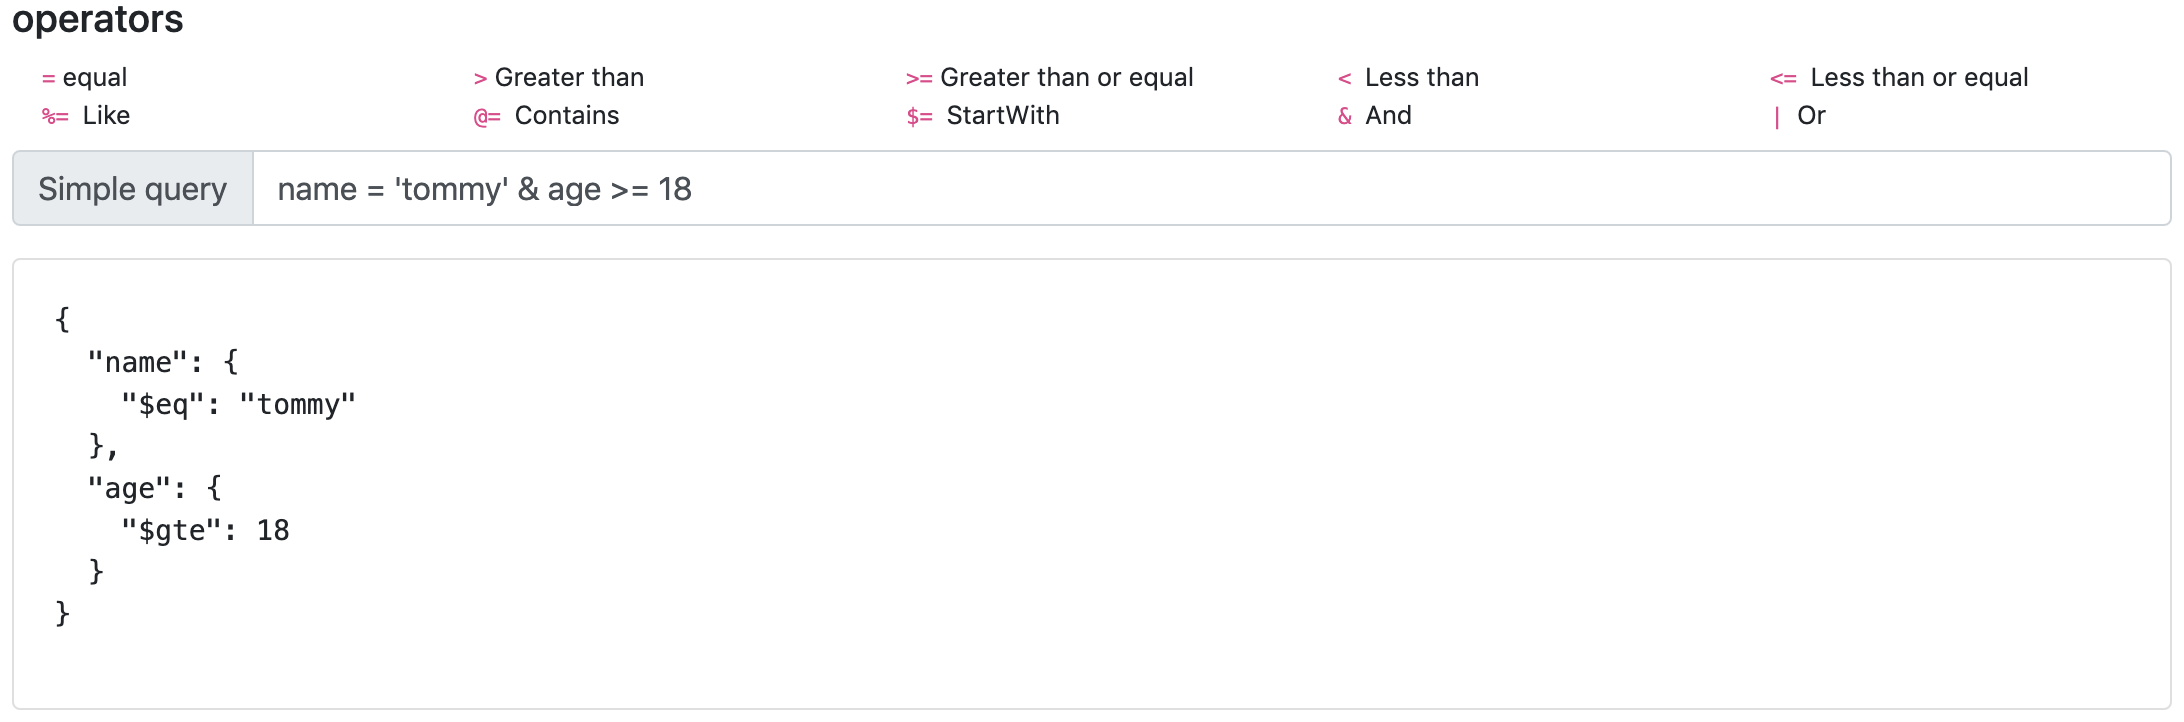 operators
= equal > Greater than >= Greater than or equal < Less than <= Less than or equal
%= Like @= Contains $= StartWith & And | Or
Simple query name = 'tommy' & age >= 18
{
  "name": {
    "$eq": "tommy"
  },
  "age": {
    "$gte": 18
  }
}